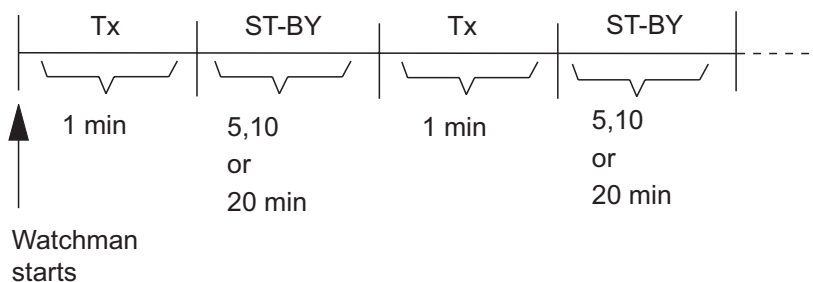 Tx
ST-BY
Tx
ST-BY
1 min
5,10
or
20 min
1 min
5,10
or
20 min
Watchman
starts